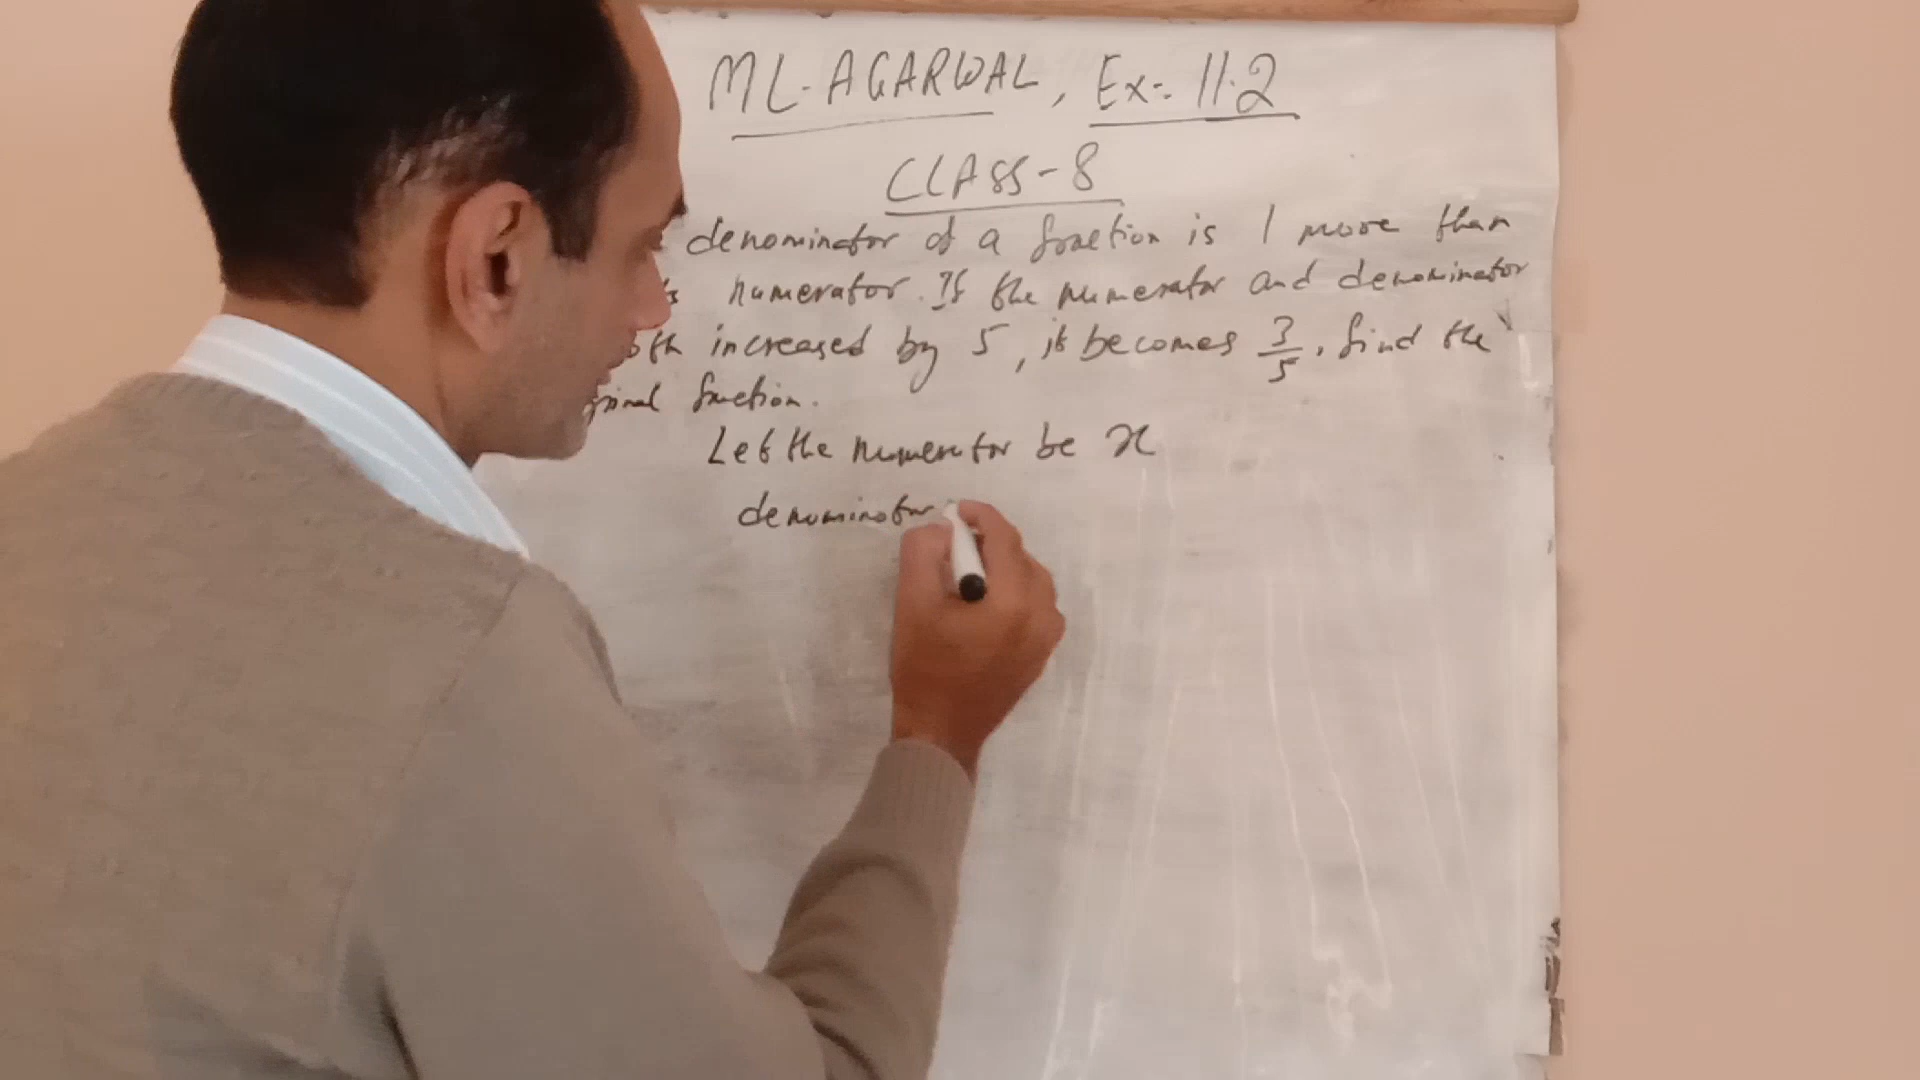 ML. AGARWAL, Ex:- 11.2
CLASS-8
denominator of a fraction is 1 more than
numerator. If the numerator and denominator
increased by 5, it becomes 3/5, find the
fraction.
Let the numerator be x
denominator